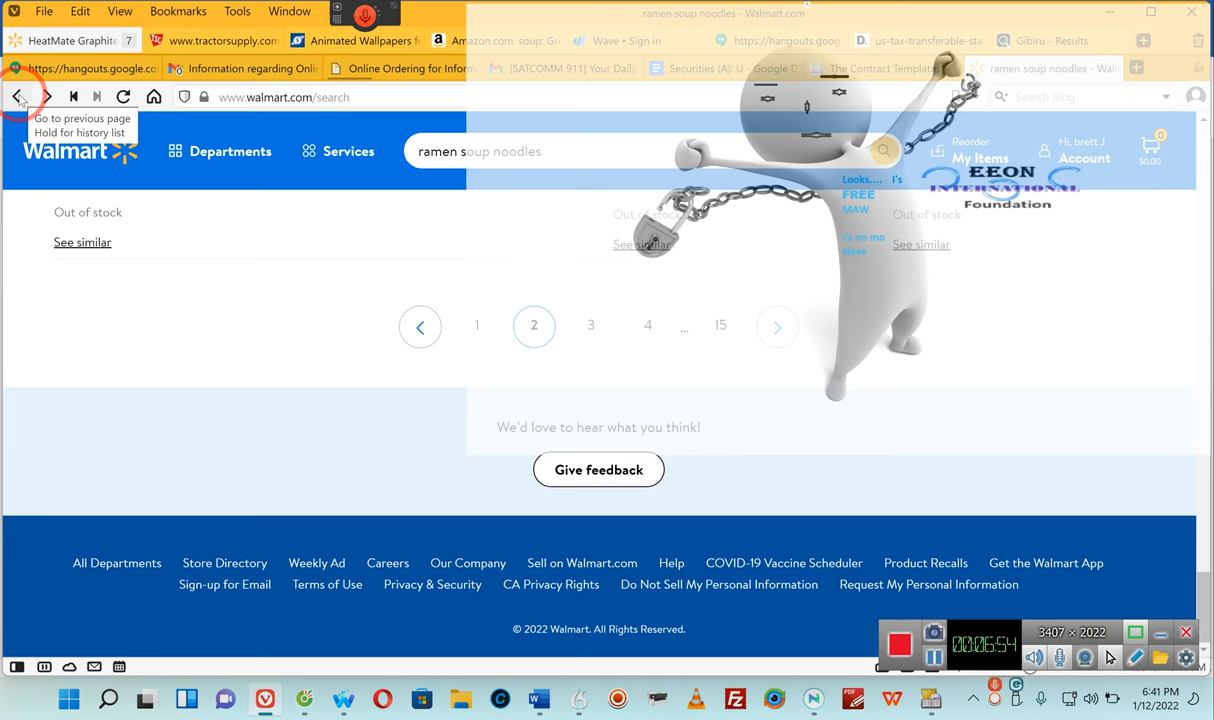 ramen soup noodles - Walmart.com
File Edit View Bookmarks Tools Window
HeatMate Graphite 7 www.tractorsupply.com Animated Wallpapers f Amazon.com: soup: Gr Wave • Sign in https://hangouts.goog us-tax-transferable-sta Gibiru - Results
https://hangouts.google.co Information regarding Onli Online Ordering for Inform [SATCOMM 911] Your Daily Securities (A): U - Google D The Contract Templates ramen soup noodles - Waln
www.walmart.com/search Search Bing
Go to previous page
Hold for history list
Walmart Departments Services ramen soup noodles Reorder My Items Hi, brett J Account 0 $0.00
EEON
INTERNATIONAL
Foundation
Looks.... I's
FREE
MAW
I's no mo
slave
Out of stock Out of stock Out of stock
See similar See similar See similar
1 2 3 4 ... 15
We'd love to hear what you think!
Give feedback
All Departments Store Directory Weekly Ad Careers Our Company Sell on Walmart.com Help COVID-19 Vaccine Scheduler Product Recalls Get the Walmart App
Sign-up for Email Terms of Use Privacy & Security CA Privacy Rights Do Not Sell My Personal Information Request My Personal Information
© 2022 Walmart. All Rights Reserved.
00:06:54 3407 × 2022
6:41 PM
1/12/2022